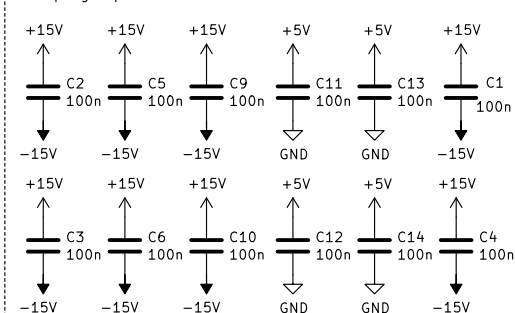 +15V +15V +15V +5V +5V +15V
C2 C5 C9 C11 C13 C1
100n 100n 100n 100n 100n 100n
−15V −15V −15V GND GND −15V
+15V +15V +15V +5V +5V +15V
C3 C6 C10 C12 C14 C4
100n 100n 100n 100n 100n 100n
−15V −15V −15V GND GND −15V